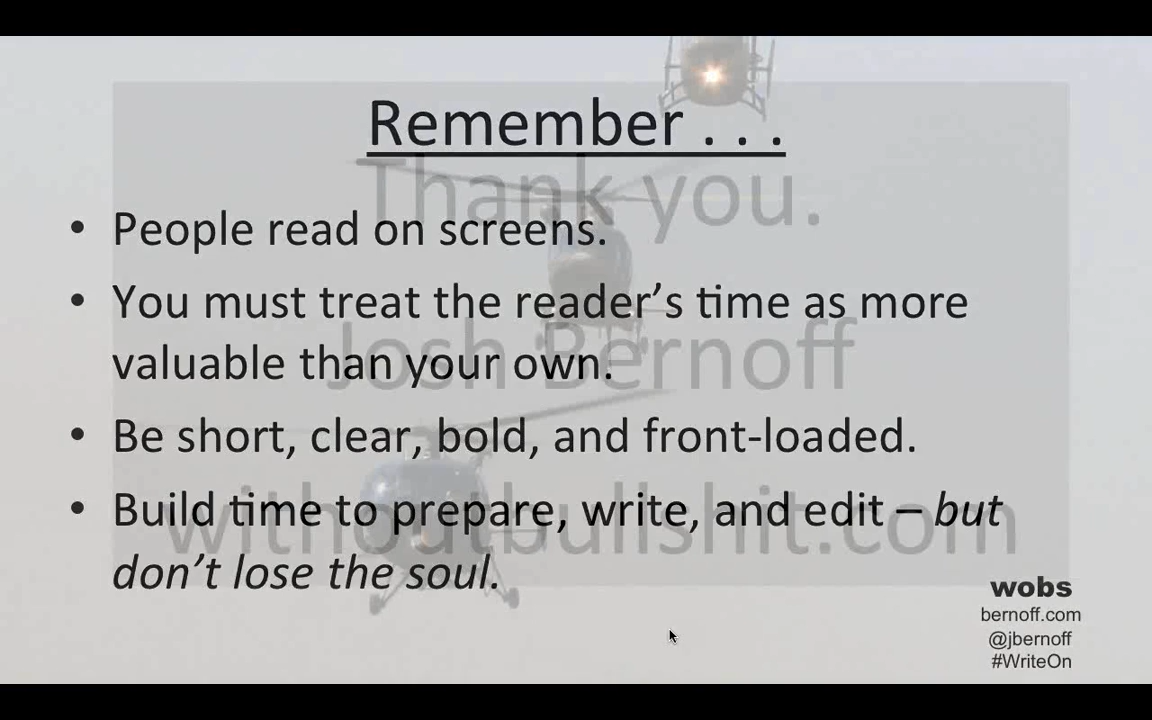 Remember . . .
Thank you.
• People read on screens.
• You must treat the reader’s time as more
valuable than your own.
Josh Bernoff
• Be short, clear, bold, and front-loaded.
• Build time to prepare, write, and edit – but
withoutbullshit.com
don’t lose the soul.
wobs
bernoff.com
@jbernoff
#WriteOn